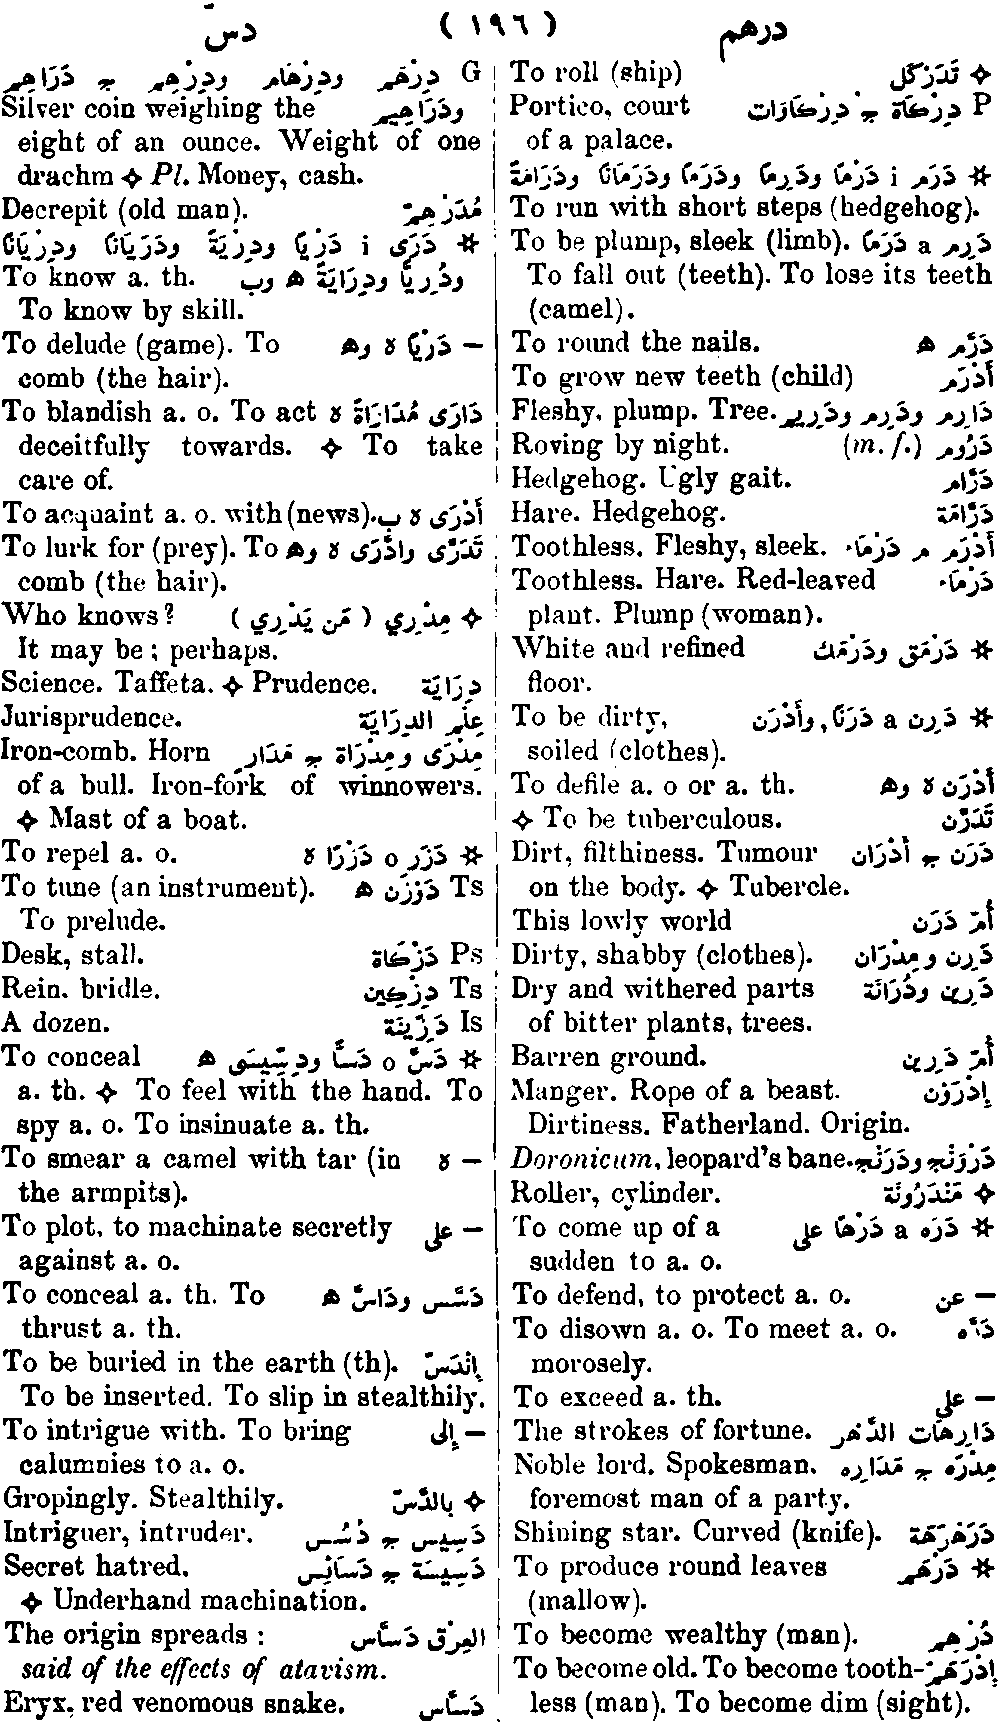 درهم ( ١٩٦ ) دسّ
To roll (ship) تَدَرْكَل ✧
Portico, court دِرْكَاة ج دِرْكَاوَات P
of a palace.
✲ دَرَم i دَرْمًا ودَرِمًا ودَرَمًا ودَرَمَانًا ودَرَامَةً
To run with short steps (hedgehog).
To be plump, sleek (limb). دَرِم a دَرَمًا
To fall out (teeth). To lose its teeth
(camel).
To round the nails. دَرَّم ه
To grow new teeth (child) أَدْرَم
Fleshy, plump. Tree. دَارِم ودَرِم ودَرِيم
Roving by night. (m. f.) دَرُوم
Hedgehog. Ugly gait. دَرَّام
Hare. Hedgehog. دَرَّامَة
Toothless. Fleshy, sleek. أَدْرَم م دَرْمَاء
Toothless. Hare. Red-leaved دَرْمَاء
plant. Plump (woman).
White and refined دَرْمَق ودَرْمَك ✲
floor.
To be dirty, دَرِن a دَرَنًا, وأَدْرَن ✲
soiled (clothes).
To defile a. o or a. th. أَدْرَن ه وه
✧ To be tuberculous. تَدَرَّن
Dirt, filthiness. Tumour دَرَن ج أَدْرَان
on the body. ✧ Tubercle.
This lowly world أُمّ دَرَن
Dirty, shabby (clothes). دَرِن ومِدْرَان
Dry and withered parts دَرِين ودُرَانَة
of bitter plants, trees.
Barren ground. أُمّ دَرِين
Manger. Rope of a beast. إِدْرَوْن
Dirtiness. Fatherland. Origin.
Doronicum, leopard's bane. دَرُونَج ودَرَنْج
Roller, cylinder. مَنْدَرُونَة ✧
To come up of a دَرَه a دَرْهًا على ✲
sudden to a. o.
To defend, to protect a. o. عن —
To disown a. o. To meet a. o. دَرَّه
morosely.
To exceed a. th. على —
The strokes of fortune. دَارِهَات الدَّهْر
Noble lord. Spokesman. مِدْرَه ج مَدَارِه
foremost man of a party.
Shining star. Curved (knife). دَرَهْرَهَة
To produce round leaves دَرْهَم ✲
(mallow).
To become wealthy (man). دُرْهِم
To become old. To become tooth- إِدْرَهَمّ
less (man). To become dim (sight).
G دِرْهَم ودِرْهَام ودِرْهِم ج دَرَاهِم
Silver coin weighing the ودَرَاهِيم
eight of an ounce. Weight of one
drachm ✧ Pl. Money, cash.
Decrepit (old man). مُدْرَهِمّ
✲ دَرَى i دَرْيًا ودِرْيَةً ودَرَيَانًا ودِرْيَانًا
To know a. th. ودُرِيًّا ودِرَايَةً ه وب
To know by skill.
To delude (game). To دَرْيًا ه وه —
comb (the hair).
To blandish a. o. To act دَارَى مُدَارَاةً ه
deceitfully towards. ✧ To take
care of.
To acquaint a. o. with (news). أَدْرَى ه ب
To lurk for (prey). To تَدَرَّى وادَّرَى ه وه
comb (the hair).
Who knows? مِدْرِي ( مَن يَدْرِي ) ✧
It may be; perhaps.
Science. Taffeta. ✧ Prudence. دِرَايَة
Jurisprudence. عِلْم الدِرَايَة
Iron-comb. Horn مِدْرًى ومِدْرَاة ج مَدَارٍ
of a bull. Iron-fork of winnowers.
✧ Mast of a boat.
To repel a. o. دَزَر o دَزْرًا ه ✲
To tune (an instrument). دَوْزَن ه Ts
To prelude.
Desk, stall. دَزْكَاة Ps
Rein. bridle. دِزْكِين Ts
A dozen. دَزِّينَة Is
To conceal دَسَّ o دَسًّا ودِسِّيسَى ه ✲
a. th. ✧ To feel with the hand. To
spy a. o. To insinuate a. th.
To smear a camel with tar (in ه —
the armpits).
To plot, to machinate secretly على —
against a. o.
To conceal a. th. To دَسَّس ودَاسَّ ه
thrust a. th.
To be buried in the earth (th). إِنْدَسَّ
To be inserted. To slip in stealthily.
To intrigue with. To bring إِلى —
calumnies to a. o.
Gropingly. Stealthily. بِالدَّسّ ✧
Intriguer, intruder. دَسِيس ج دُسُس
Secret hatred. دَسِيسَة ج دَسَائِس
✧ Underhand machination.
The origin spreads : العِرْق دَسَّاس
said of the effects of atavism.
Eryx, red venomous snake. دَسَّاس